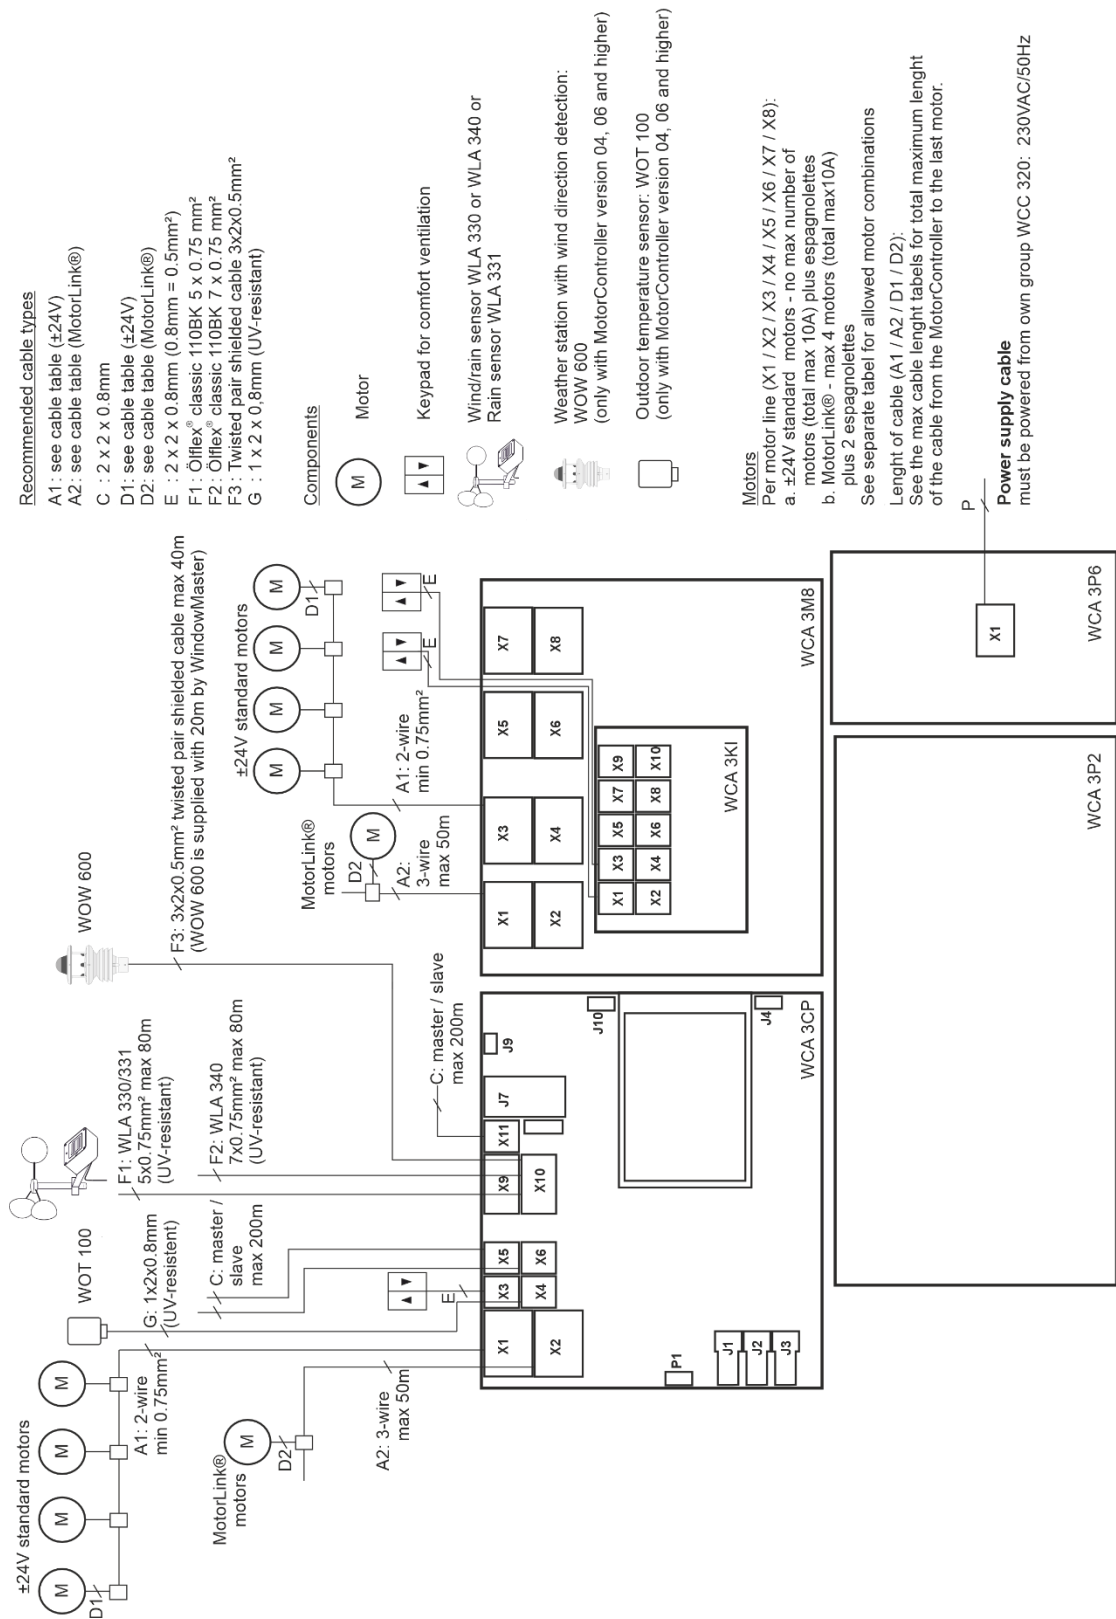 Recommended cable types
A1: see cable table (±24V)
A2: see cable table (MotorLink®)
C : 2 x 2 x 0.8mm
D1: see cable table (±24V)
D2: see cable table (MotorLink®)
E : 2 x 2 x 0.8mm (0.8mm = 0.5mm²)
F1: Ölflex® classic 110BK 5 x 0.75 mm²
F2: Ölflex® classic 110BK 7 x 0.75 mm²
F3: Twisted pair shielded cable 3x2x0.5mm²
G : 1 x 2 x 0,8mm (UV-resistant)
Components
M
Motor
Keypad for comfort ventilation
Wind/rain sensor WLA 330 or WLA 340 or
Rain sensor WLA 331
Weather station with wind direction detection:
WOW 600
(only with MotorController version 04, 06 and higher)
Outdoor temperature sensor: WOT 100
(only with MotorController version 04, 06 and higher)
Motors
Per motor line (X1 / X2 / X3 / X4 / X5 / X6 / X7 / X8):
a. ±24V standard motors - no max number of
motors (total max 10A) plus espagnolettes
b. MotorLink® - max 4 motors (total max10A)
plus 2 espagnolettes
See separate tabel for allowed motor combinations
Lenght of cable (A1 / A2 / D1 / D2):
See the max cable lenght tabels for total maximum lenght
of the cable from the MotorController to the last motor.
Power supply cable
must be powered from own group WCC 320: 230VAC/50Hz
±24V standard motors
M
M
M
M
D1
A1: 2-wire
min 0.75mm²
MotorLink®
motors
M
D2
A2: 3-wire
max 50m
WOT 100
G: 1x2x0.8mm
(UV-resistent)
C: master /
slave
max 200m
E
F1: WLA 330/331
5x0.75mm² max 80m
(UV-resistant)
F2: WLA 340
7x0.75mm² max 80m
(UV-resistant)
WOW 600
F3: 3x2x0.5mm² twisted pair shielded cable max 40m
(WOW 600 is supplied with 20m by WindowMaster)
C: master / slave
max 200m
MotorLink®
motors
M
D2
A2:
3-wire
max 50m
±24V standard motors
M
M
M
M
D1
A1: 2-wire
min 0.75mm²
E
E
X1
X2
X3
X4
X5
X6
X9
X10
X11
J7
J9
J10
J4
P1
J1
J2
J3
WCA 3CP
X1
X2
X3
X4
X5
X6
X7
X8
WCA 3M8
X1
X2
X3
X4
X5
X6
X7
X8
X9
X10
WCA 3KI
WCA 3P2
X1
P
WCA 3P6